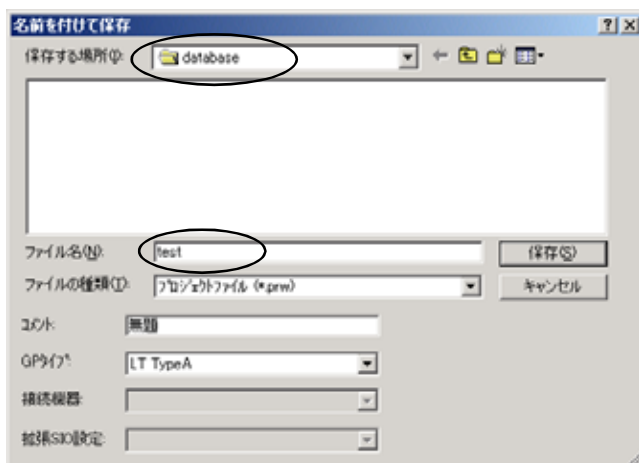 名前を付けて保存
保存する場所(I): database
ファイル名(N): test 保存(S)
ファイルの種類(T): プロジェクトファイル (*.prw) キャンセル
コメント: 無題
GPタイプ: LT TypeA
接続機器:
拡張SIO設定: